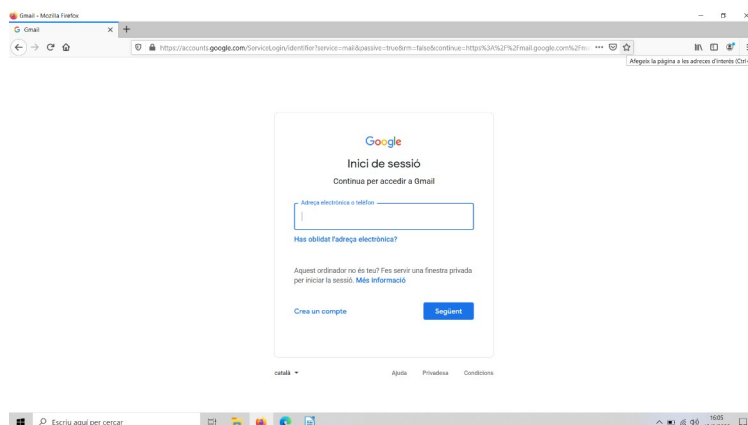 Gmail - Mozilla Firefox
Gmail
https://accounts.google.com/ServiceLogin/identifier?service=mail&passive=true&rm=false&continue=https%3A%2F%2Fmail.google.com%2Fm
Afegeix la pàgina a les adreces d'interès (Ctrl+
Google
Inici de sessió
Continua per accedir a Gmail
Adreça electrònica o telèfon
Has oblidat l'adreça electrònica?
Aquest ordinador no és teu? Fes servir una finestra privada
per iniciar la sessió. Més informació
Crea un compte
Següent
català
Ajuda Privadesa Condicions
Escriu aquí per cercar
16:05